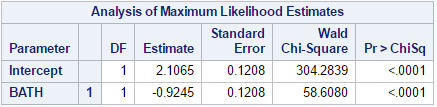 Analysis of Maximum Likelihood Estimates
Parameter DF Estimate Standard Error Wald Chi-Square Pr > ChiSq
Intercept 1 2.1065 0.1208 304.2839 <.0001
BATH 1 1 -0.9245 0.1208 58.6080 <.0001